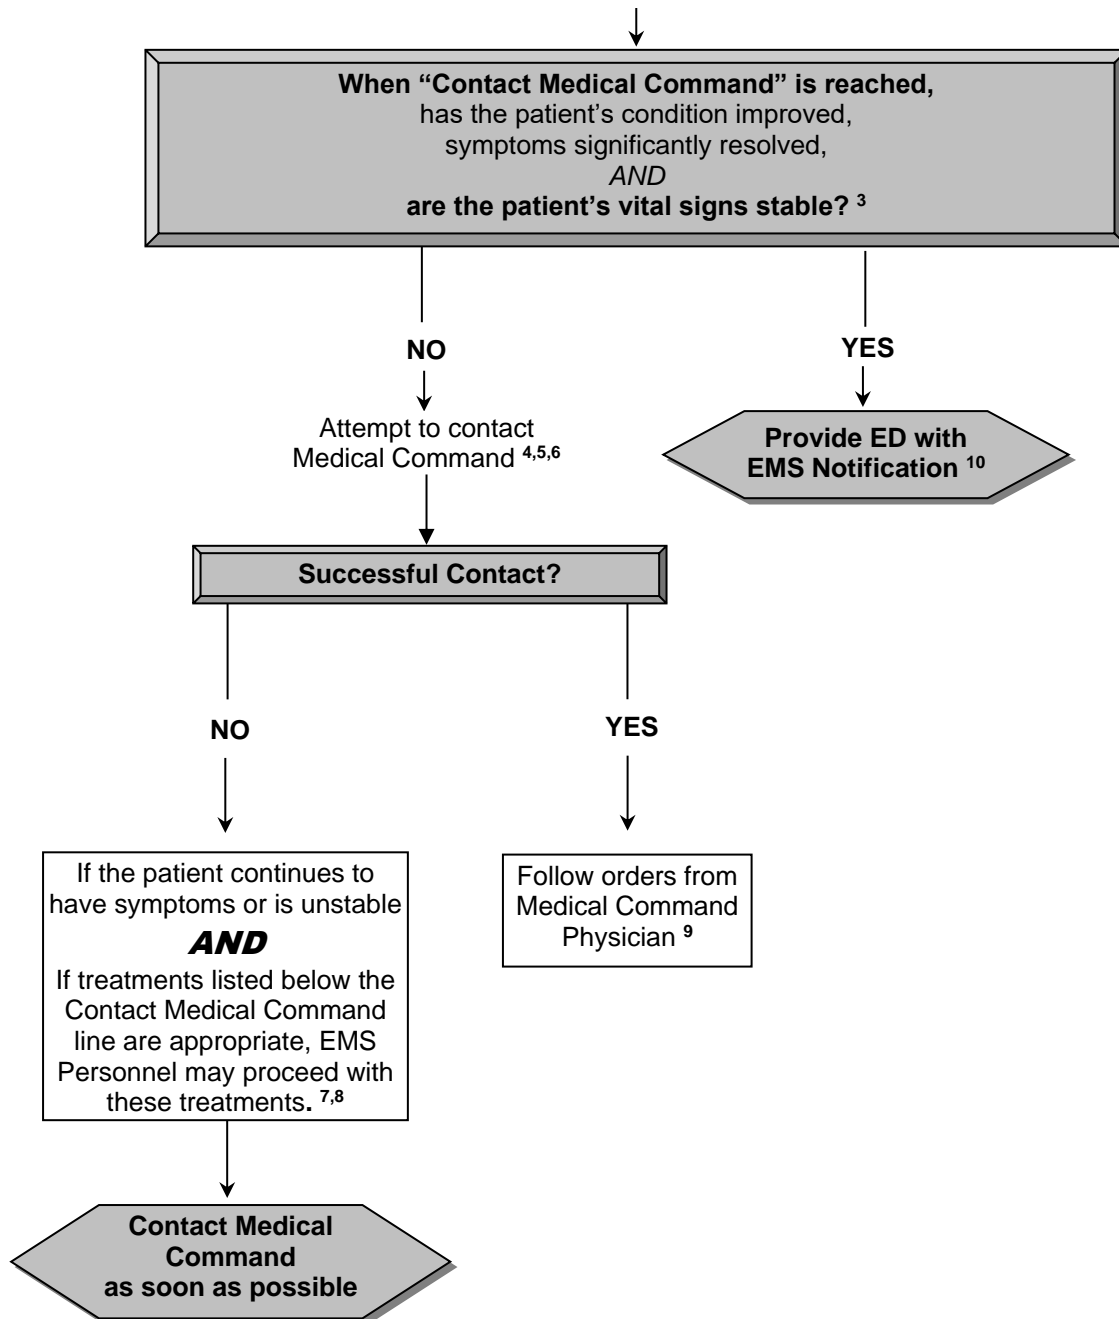 When “Contact Medical Command” is reached,
has the patient’s condition improved,
symptoms significantly resolved,
AND
are the patient’s vital signs stable? 3
NO
YES
Attempt to contact
Medical Command 4,5,6
Provide ED with
EMS Notification 10
Successful Contact?
NO
YES
If the patient continues to
have symptoms or is unstable
AND
If treatments listed below the
Contact Medical Command
line are appropriate, EMS
Personnel may proceed with
these treatments. 7,8
Follow orders from
Medical Command
Physician 9
Contact Medical
Command
as soon as possible